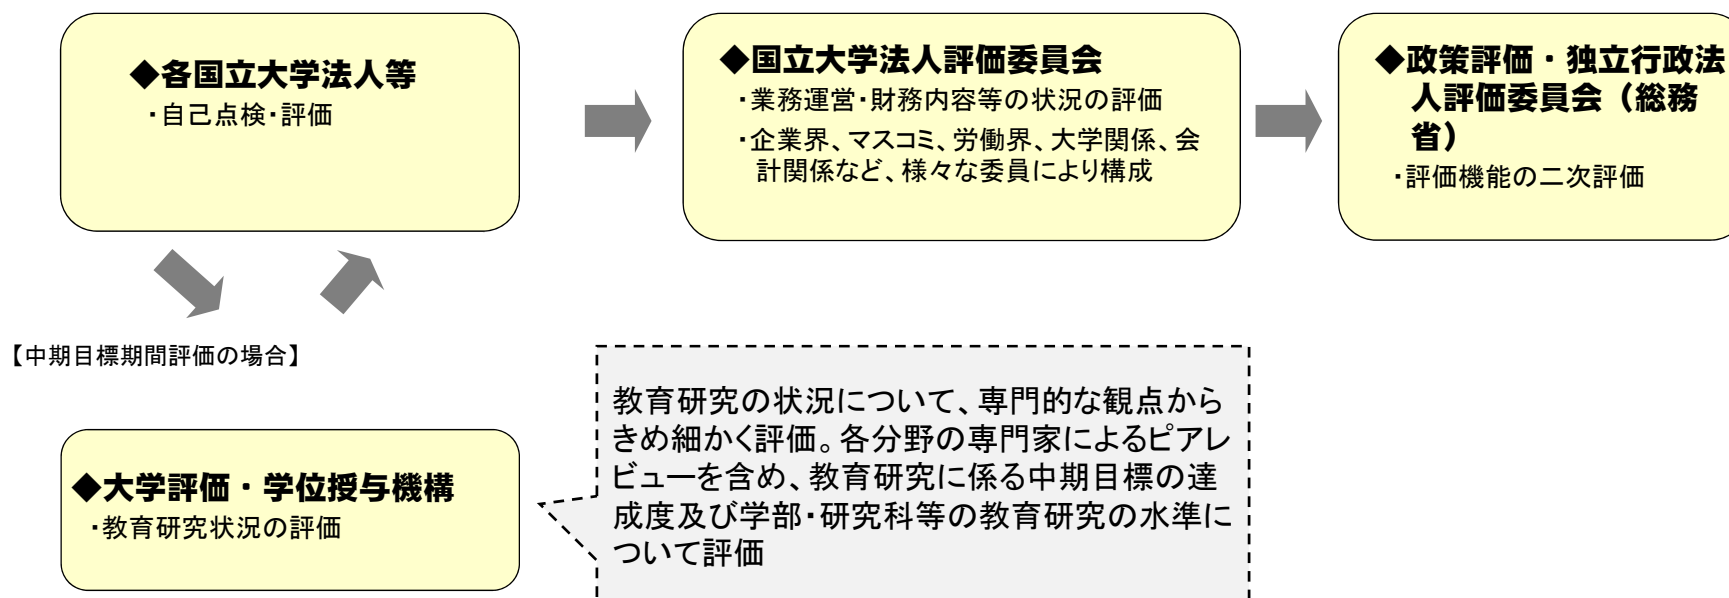 ◆各国立大学法人等
・自己点検・評価
◆国立大学法人評価委員会
・業務運営・財務内容等の状況の評価
・企業界、マスコミ、労働界、大学関係、会
計関係など、様々な委員により構成
◆政策評価・独立行政法
人評価委員会（総務
省）
・評価機能の二次評価
【中期目標期間評価の場合】
◆大学評価・学位授与機構
・教育研究状況の評価
教育研究の状況について、専門的な観点から
きめ細かく評価。各分野の専門家によるピアレ
ビューを含め、教育研究に係る中期目標の達
成度及び学部・研究科等の教育研究の水準に
ついて評価